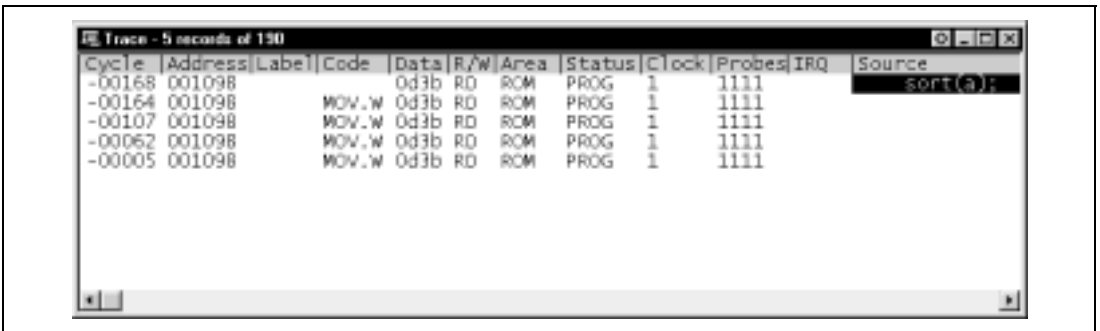 Trace - 5 records of 190
Cycle |Address|Label|Code |Data|R/W|Area |Status|Clock|Probes|IRQ |Source
-00168 001098 0d3b RD ROM PROG 1 1111 sort(a);
-00164 001098 MOV.W 0d3b RD ROM PROG 1 1111
-00107 001098 MOV.W 0d3b RD ROM PROG 1 1111
-00062 001098 MOV.W 0d3b RD ROM PROG 1 1111
-00005 001098 MOV.W 0d3b RD ROM PROG 1 1111